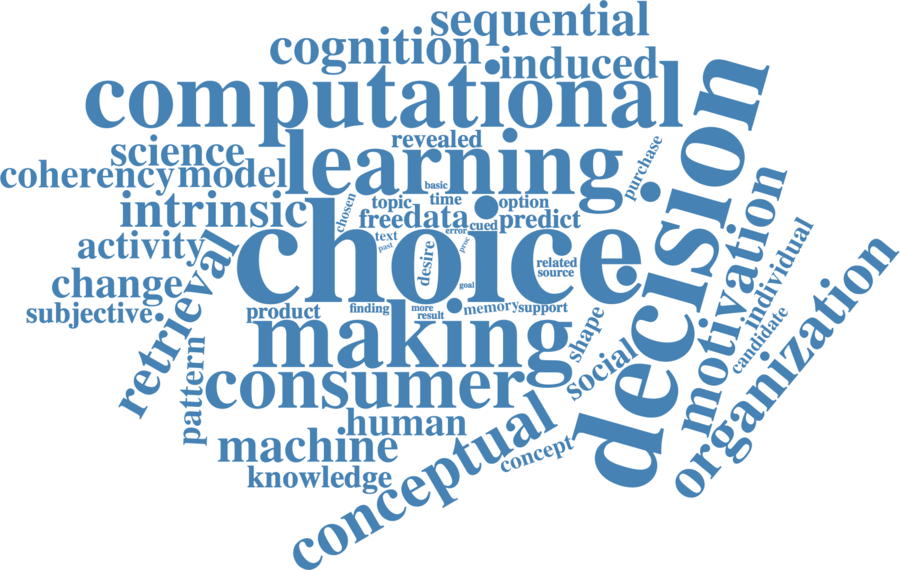 sequential
cognition
induced
computational
decision
revealed
learning
science
coherency
model
purchase
basic
intrinsic
chosen
topic
time
option
free
data
error
cued
predict
motivation
choice
text
past
desire
proc
goal
related
source
activity
retrieval
individual
change
organization
subjective
product
finding
more
result
memory
support
candidate
making
shape
pattern
consumer
social
human
machine
conceptual
concept
knowledge